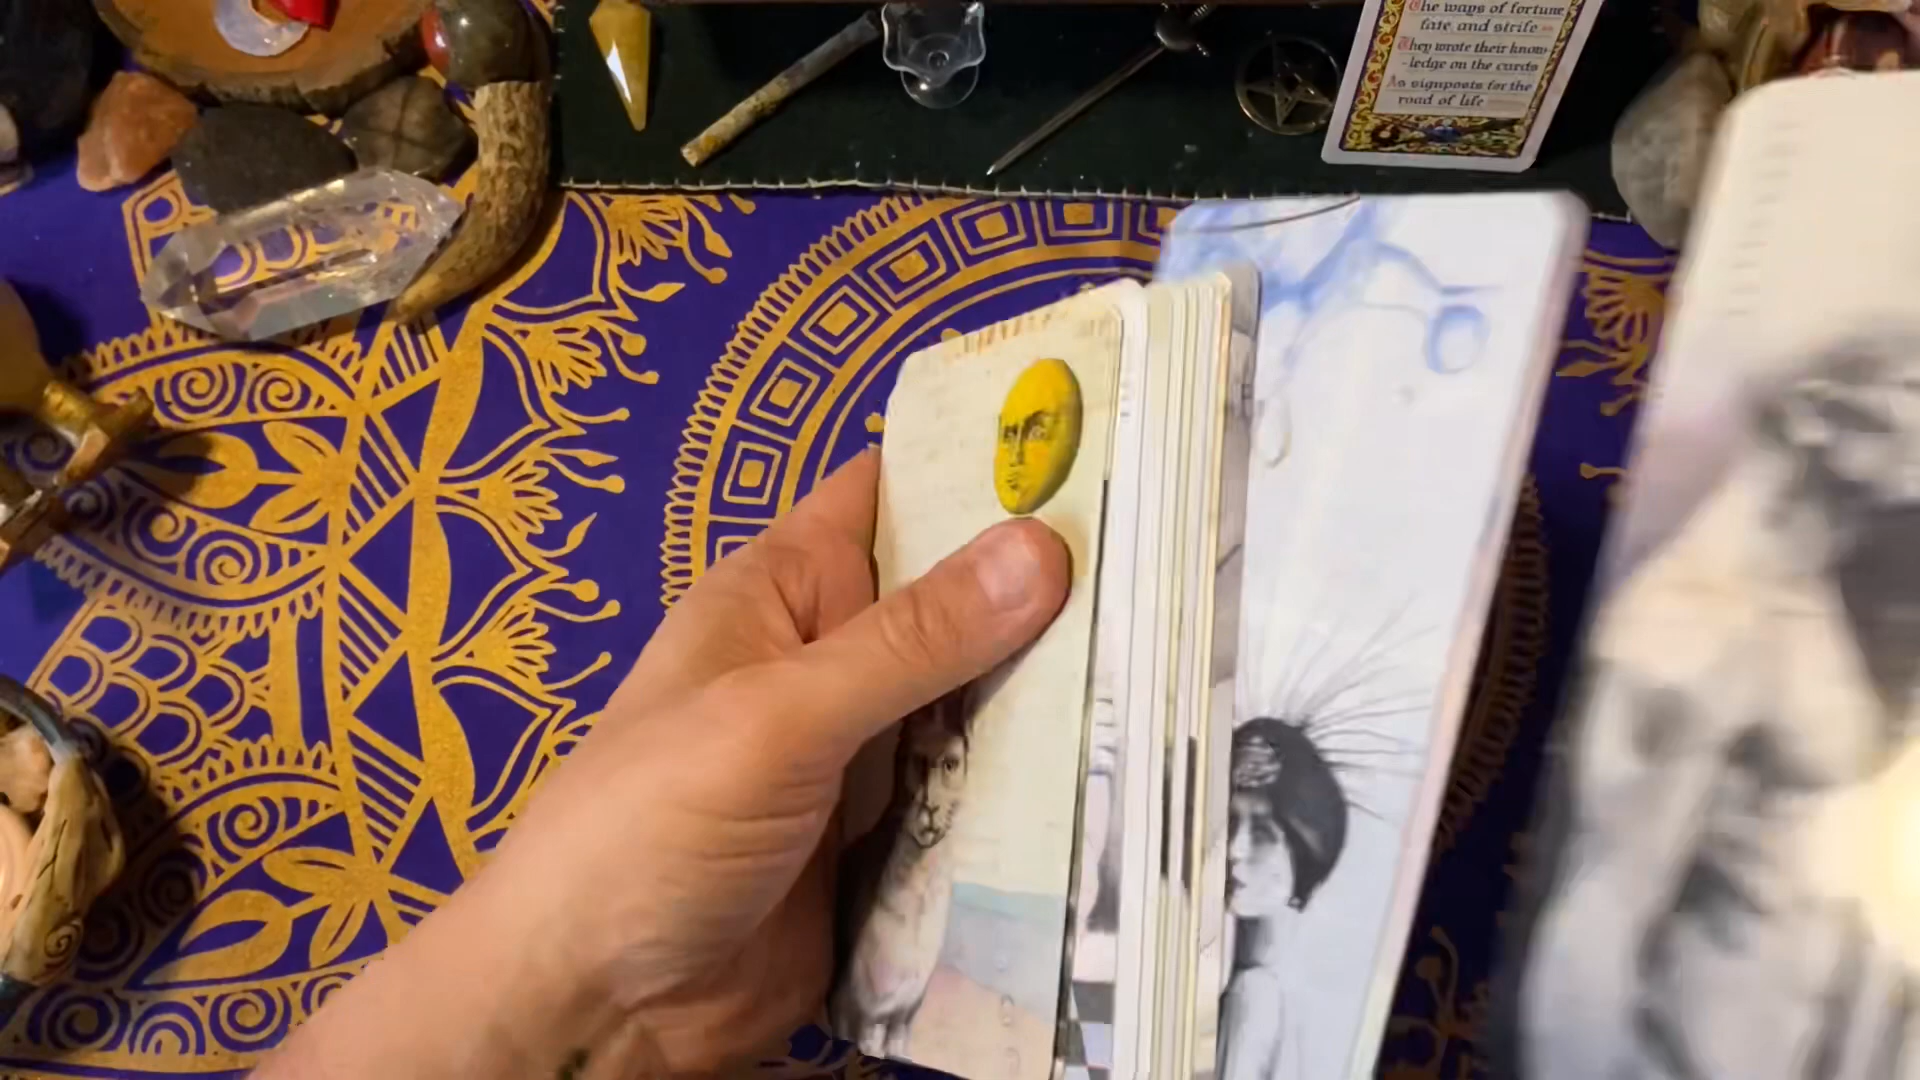 The ways of fortune
fate and strife
They wrote their know-
-ledge on the cards
As signposts for the
road of life